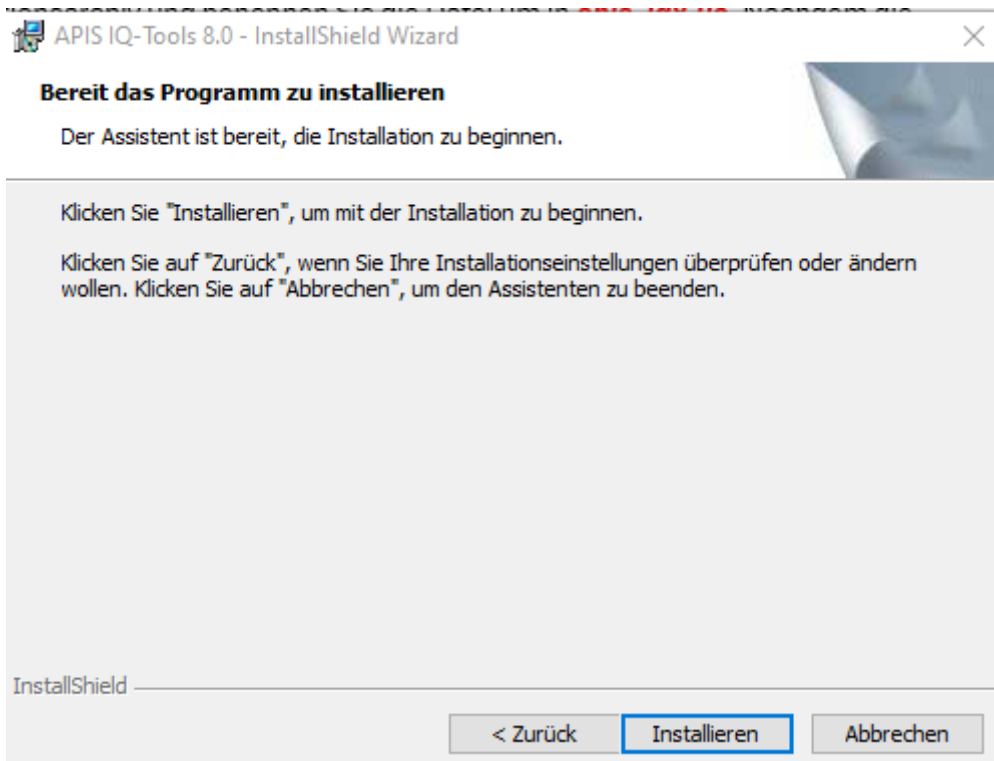 APIS IQ-Tools 8.0 - InstallShield Wizard
Bereit das Programm zu installieren
Der Assistent ist bereit, die Installation zu beginnen.
Klicken Sie "Installieren", um mit der Installation zu beginnen.
Klicken Sie auf "Zurück", wenn Sie Ihre Installationseinstellungen überprüfen oder ändern
wollen. Klicken Sie auf "Abbrechen", um den Assistenten zu beenden.
InstallShield
< Zurück Installieren Abbrechen